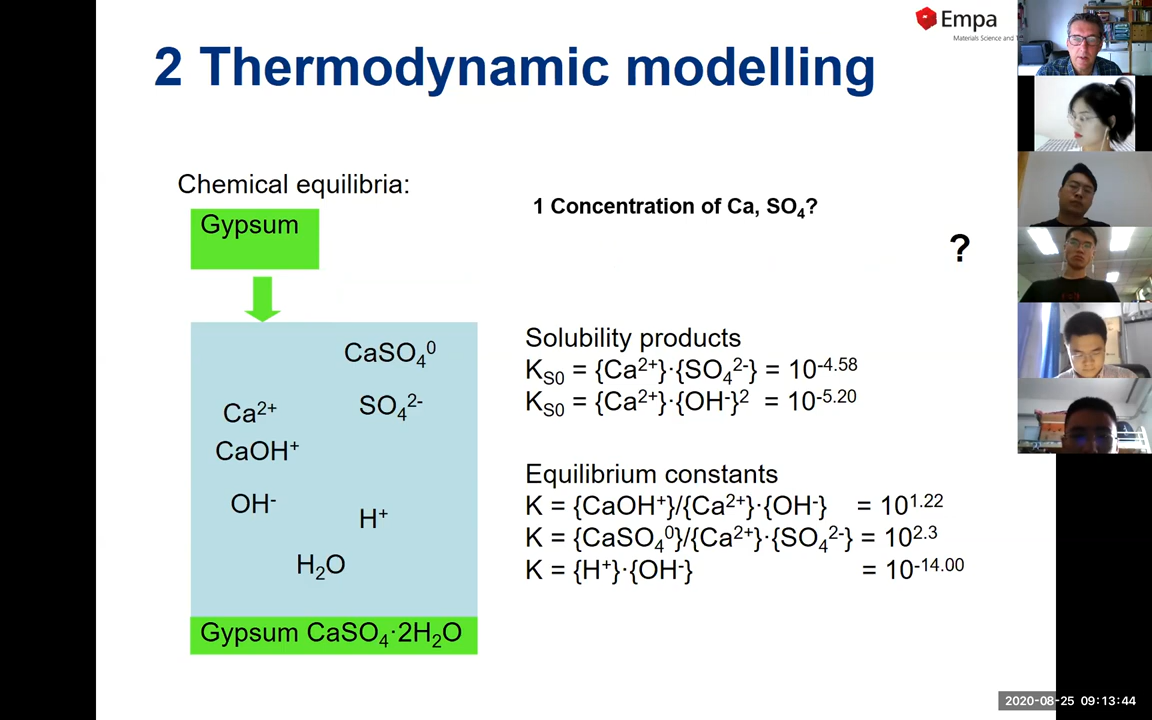 Empa
Materials Science and T
2 Thermodynamic modelling
Chemical equilibria:
Gypsum
1 Concentration of Ca, SO₄?
?
CaSO₄⁰
Ca²⁺
SO₄²⁻
CaOH⁺
OH⁻
H⁺
H₂O
Gypsum CaSO₄·2H₂O
Solubility products
K_S0 = {Ca²⁺}·{SO₄²⁻} = 10⁻⁴·⁵⁸
K_S0 = {Ca²⁺}·{OH⁻}² = 10⁻⁵·²⁰
Equilibrium constants
K = {CaOH⁺}/{Ca²⁺}·{OH⁻} = 10¹·²²
K = {CaSO₄⁰}/{Ca²⁺}·{SO₄²⁻} = 10²·³
K = {H⁺}·{OH⁻} = 10⁻¹⁴·⁰⁰
2020-08-25 09:13:44